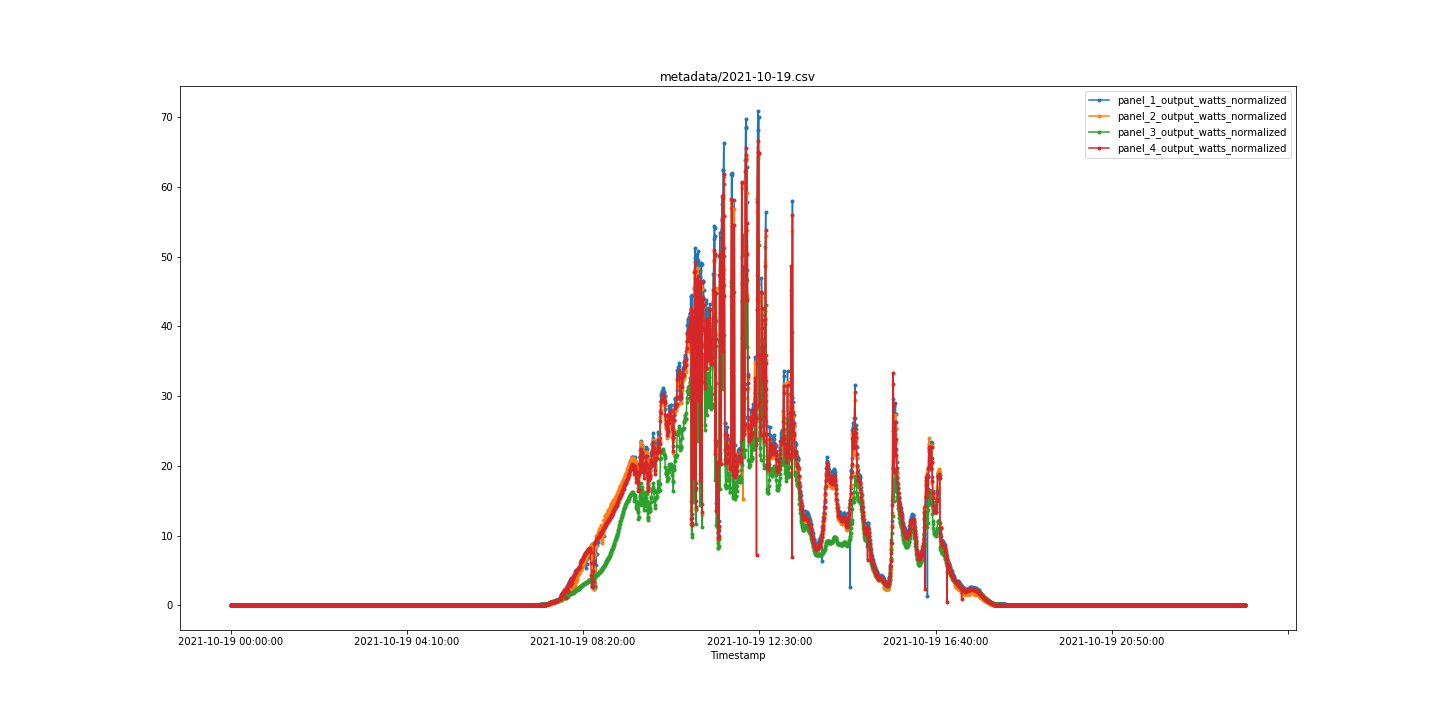 metadata/2021-10-19.csv
panel_1_output_watts_normalized
panel_2_output_watts_normalized
panel_3_output_watts_normalized
panel_4_output_watts_normalized
70
60
50
40
30
20
10
0
2021-10-19 00:00:00 2021-10-19 04:10:00 2021-10-19 08:20:00 2021-10-19 12:30:00 2021-10-19 16:40:00 2021-10-19 20:50:00
Timestamp